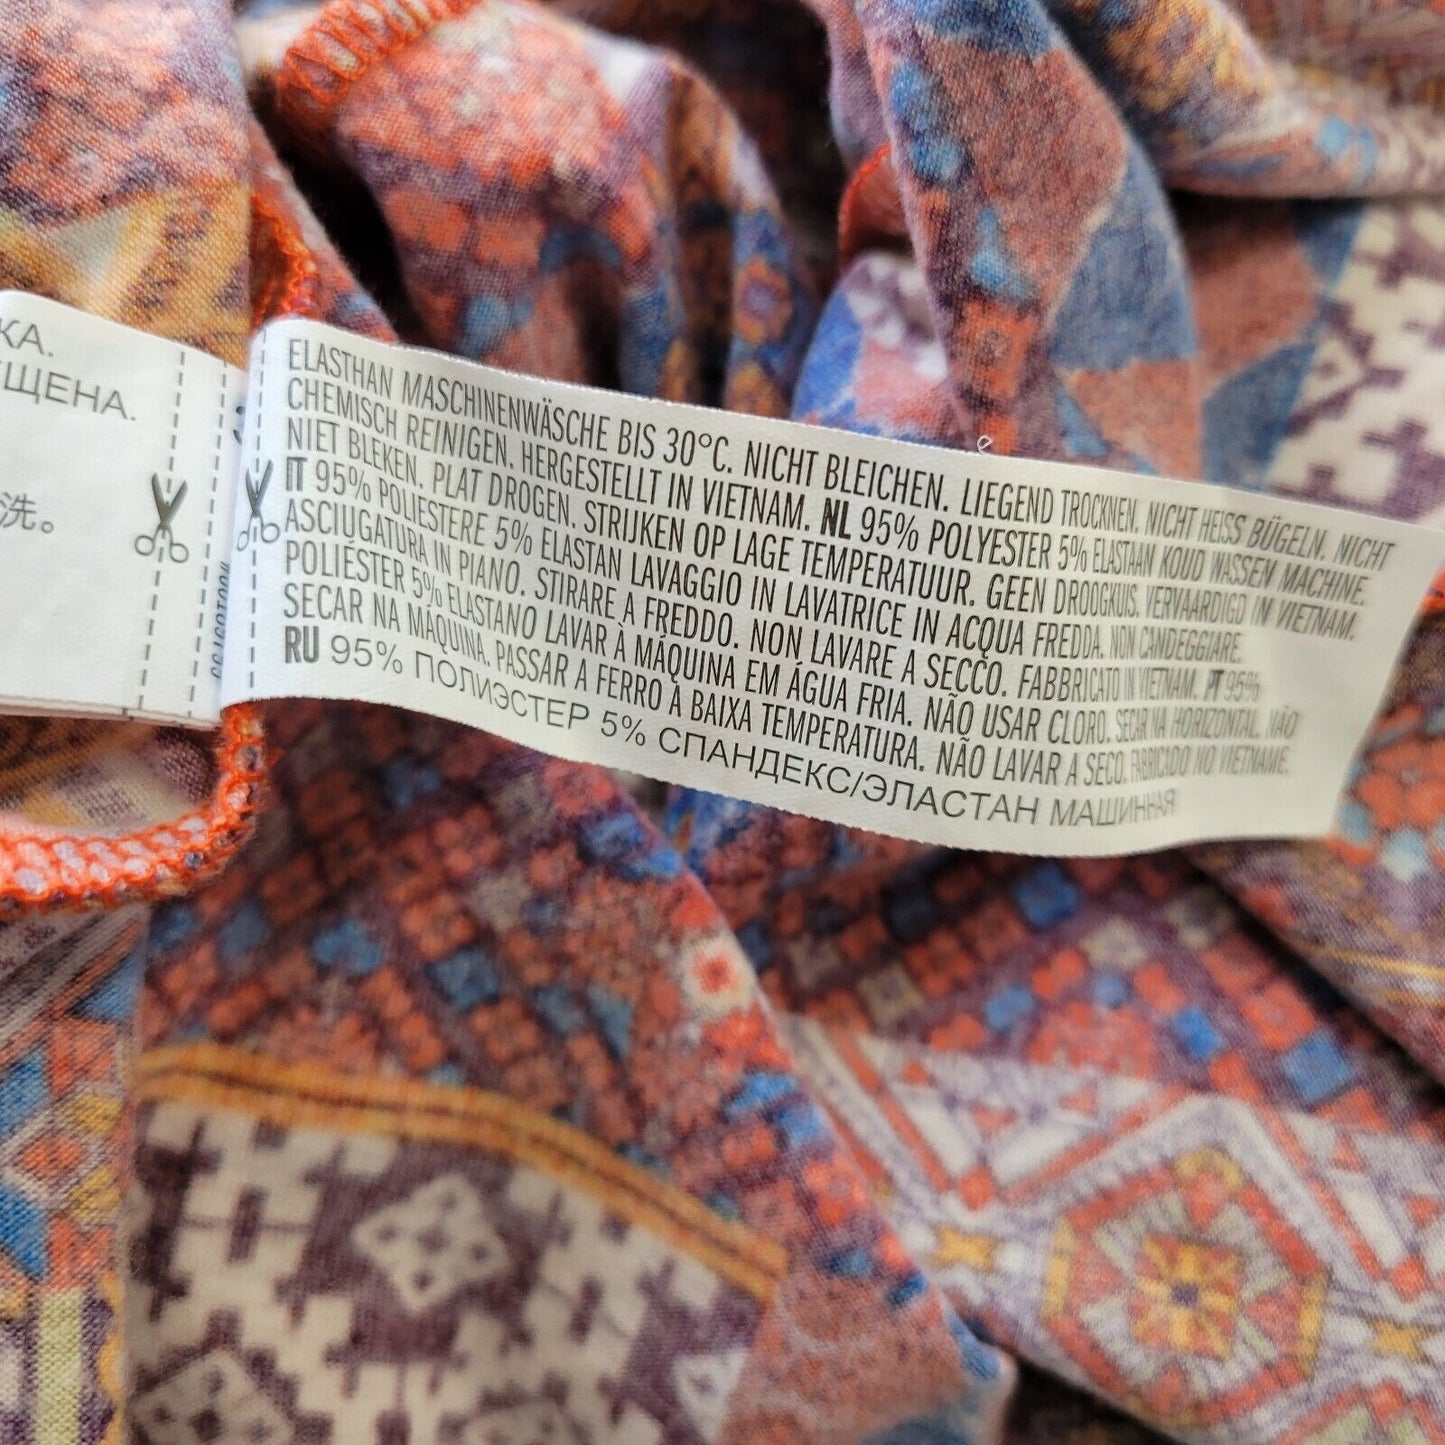 КА.
УЩЕНА.
洗。
ELASTHAN MASCHINENWÄSCHE BIS 30°C. NICHT BLEICHEN. LIEGEND TROCKNEN. NICHT HEISS BÜGELN. NICHT
CHEMISCH REINIGEN. HERGESTELLT IN VIETNAM. NL 95% POLYESTER 5% ELASTAAN KOUD WASSEN MACHINE.
NIET BLEKEN. PLAT DROGEN. STRIJKEN OP LAGE TEMPERATUUR. GEEN DROOGKUIS. VERVAARDIGD IN VIETNAM.
IT 95% POLIESTERE 5% ELASTAN LAVAGGIO IN LAVATRICE IN ACQUA FREDDA. NON CANDEGGIARE.
ASCIUGATURA IN PIANO. STIRARE A FREDDO. NON LAVARE A SECCO. FABBRICATO IN VIETNAM. PT 95%
POLIÉSTER 5% ELASTANO LAVAR À MÁQUINA EM ÁGUA FRIA. NÃO USAR CLORO. SECAR NA HORIZONTAL. NÃO
SECAR NA MÁQUINA. PASSAR A FERRO À BAIXA TEMPERATURA. NÃO LAVAR A SECO. FABRICADO NO VIETNAME.
RU 95% ПОЛИЭСТЕР 5% СПАНДЕКС/ЭЛАСТАН МАШИННАЯ